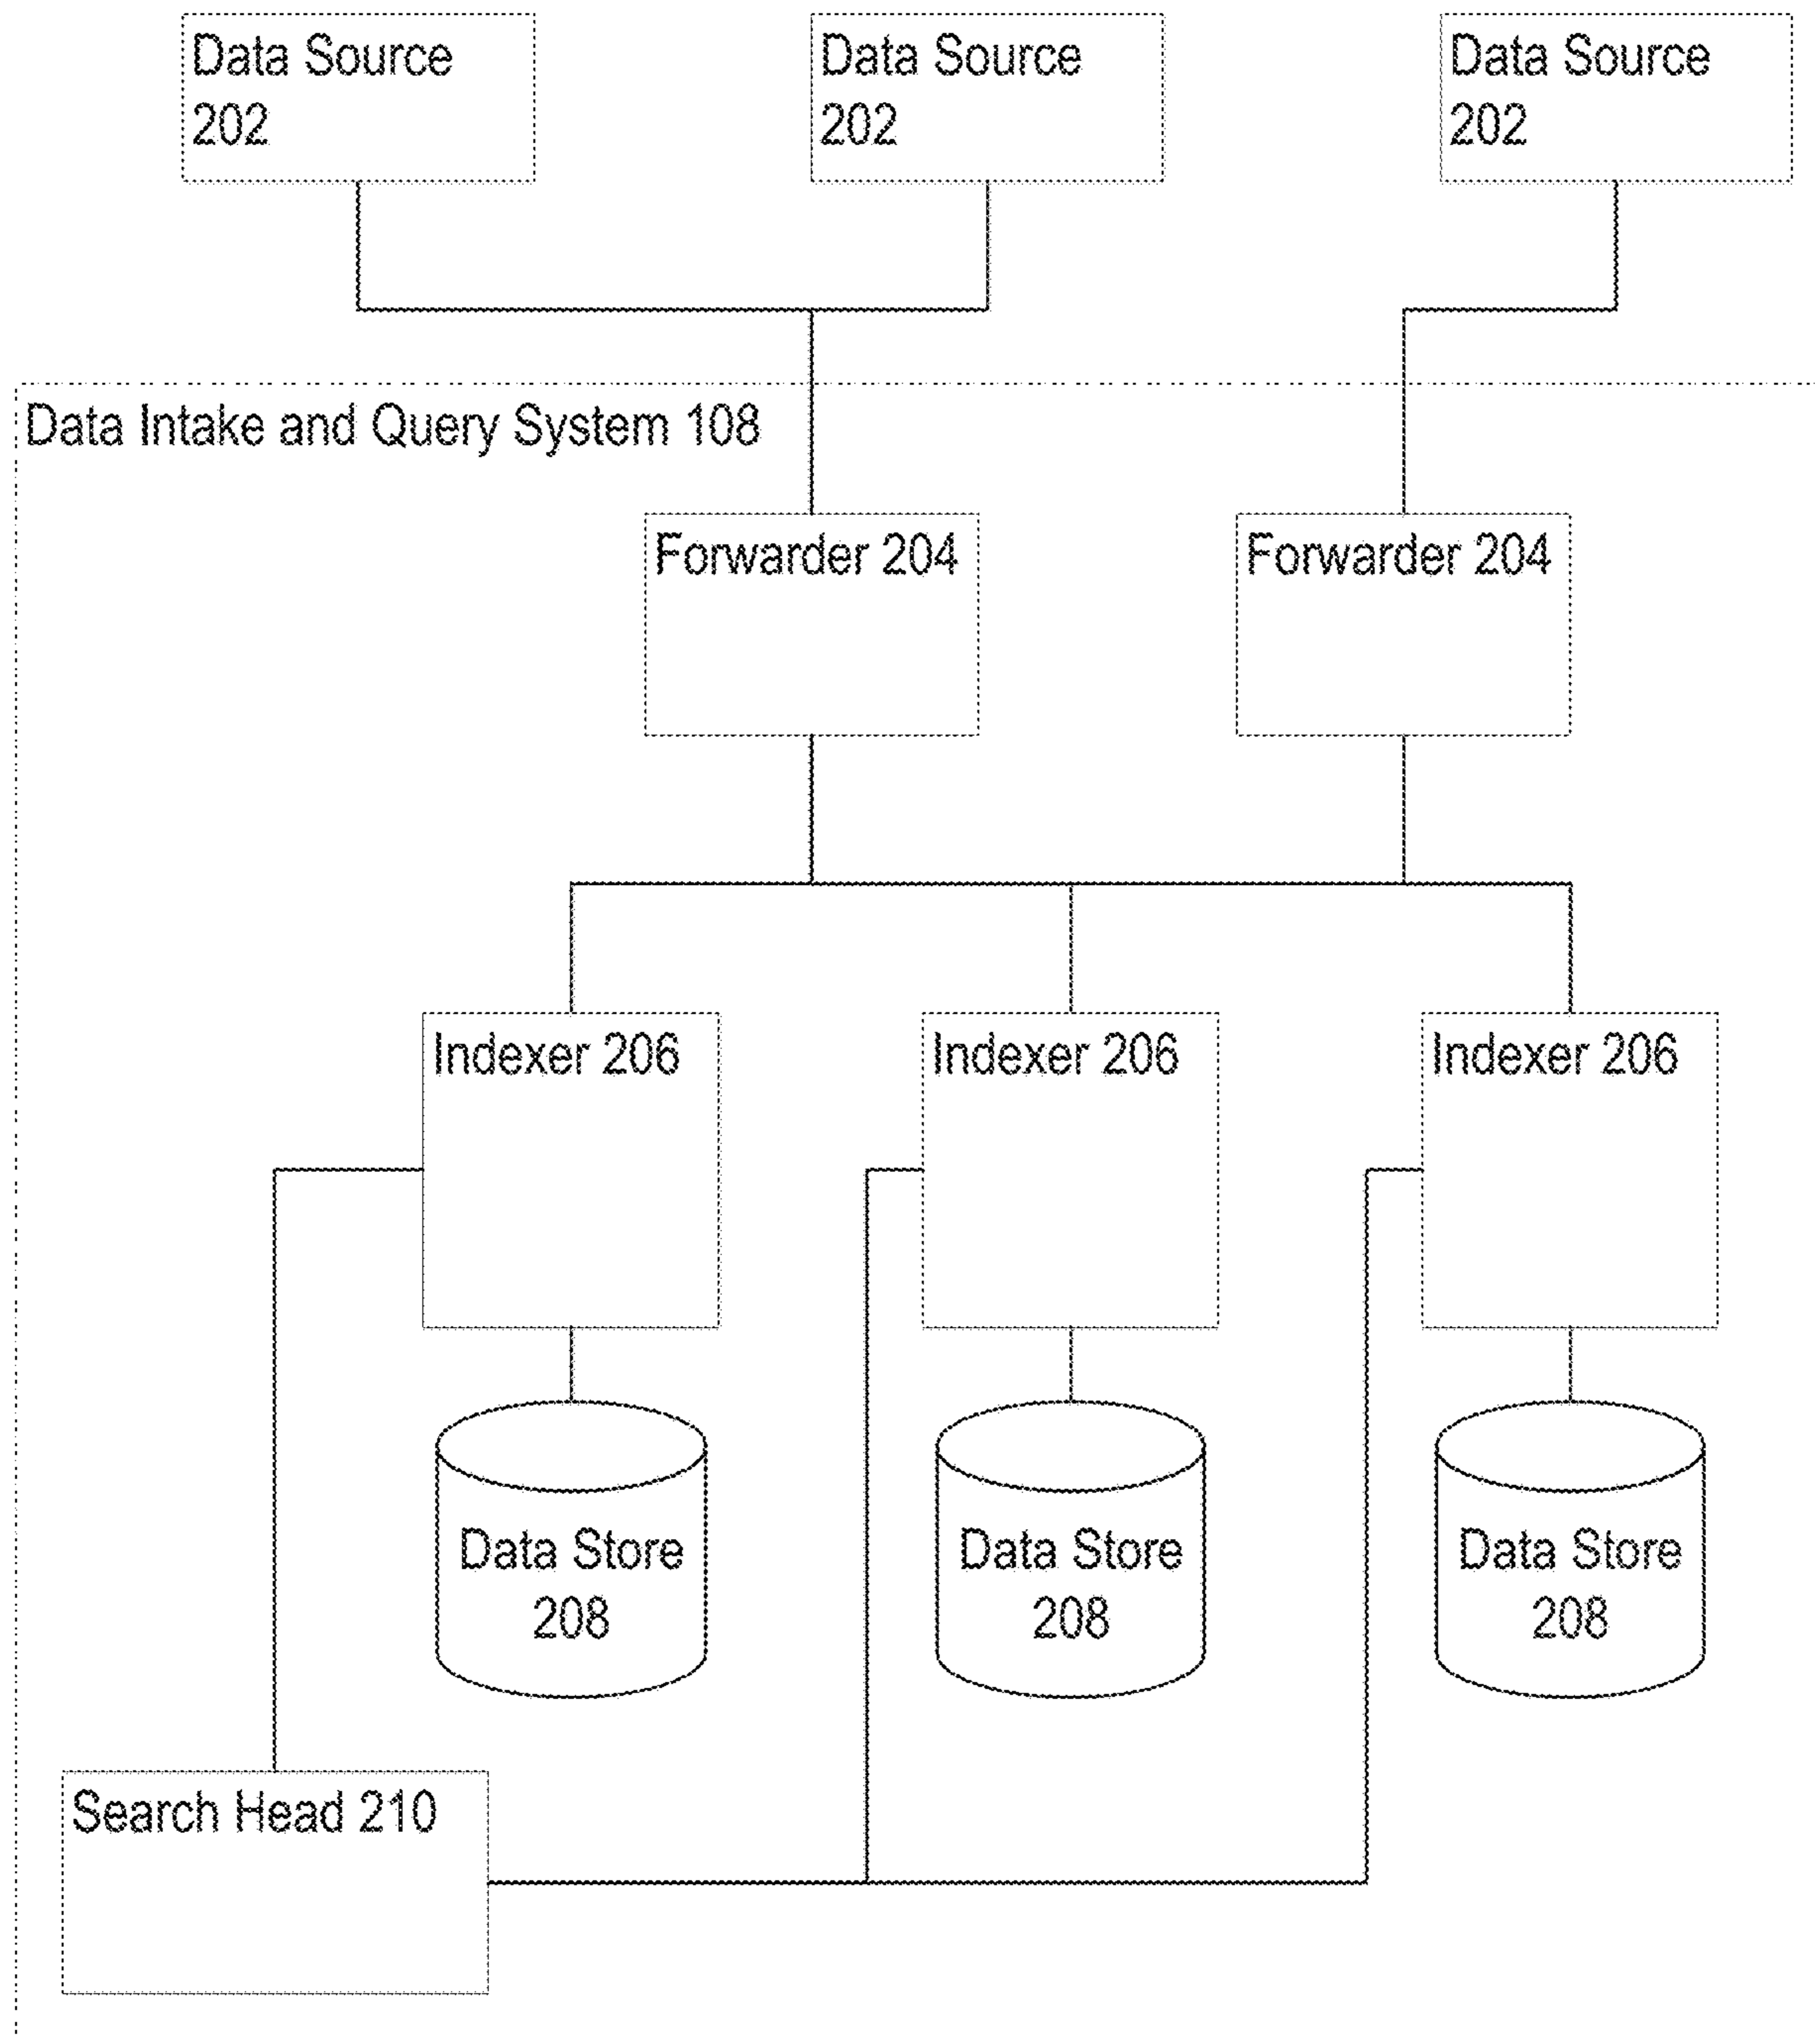 Data Source
202
Data Source
202
Data Source
202
Data Intake and Query System 108
Forwarder 204
Forwarder 204
Indexer 206
Indexer 206
Indexer 206
Data Store
208
Data Store
208
Data Store
208
Search Head 210